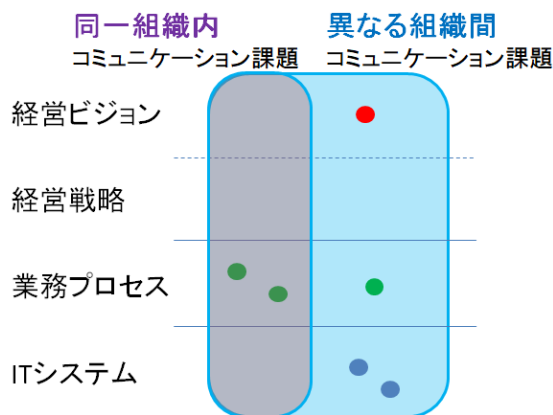 同一組織内
コミュニケーション課題
異なる組織間
コミュニケーション課題
経営ビジョン
経営戦略
業務プロセス
ITシステム